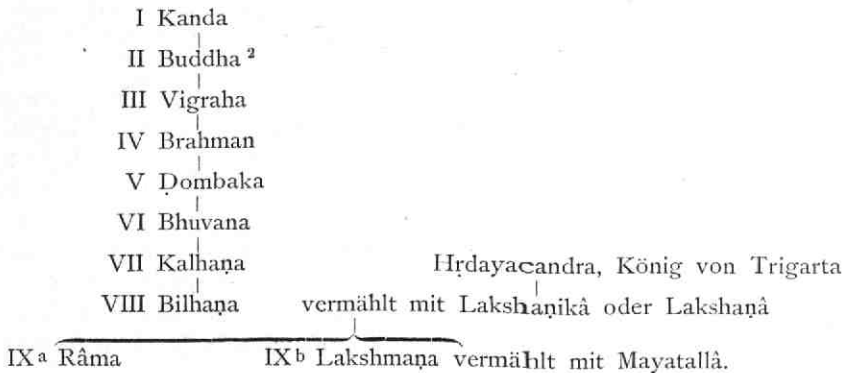 I Kanda
II Buddha ²
III Vigraha
IV Brahman
V Ḍombaka
VI Bhuvana
VII Kalhaṇa Hṛdayacandra, König von Trigarta
VIII Bilhaṇa vermählt mit Lakshaṇikâ oder Lakshaṇâ
IXᵃ Râma IXᵇ Lakshmaṇa vermählt mit Mayatallâ.